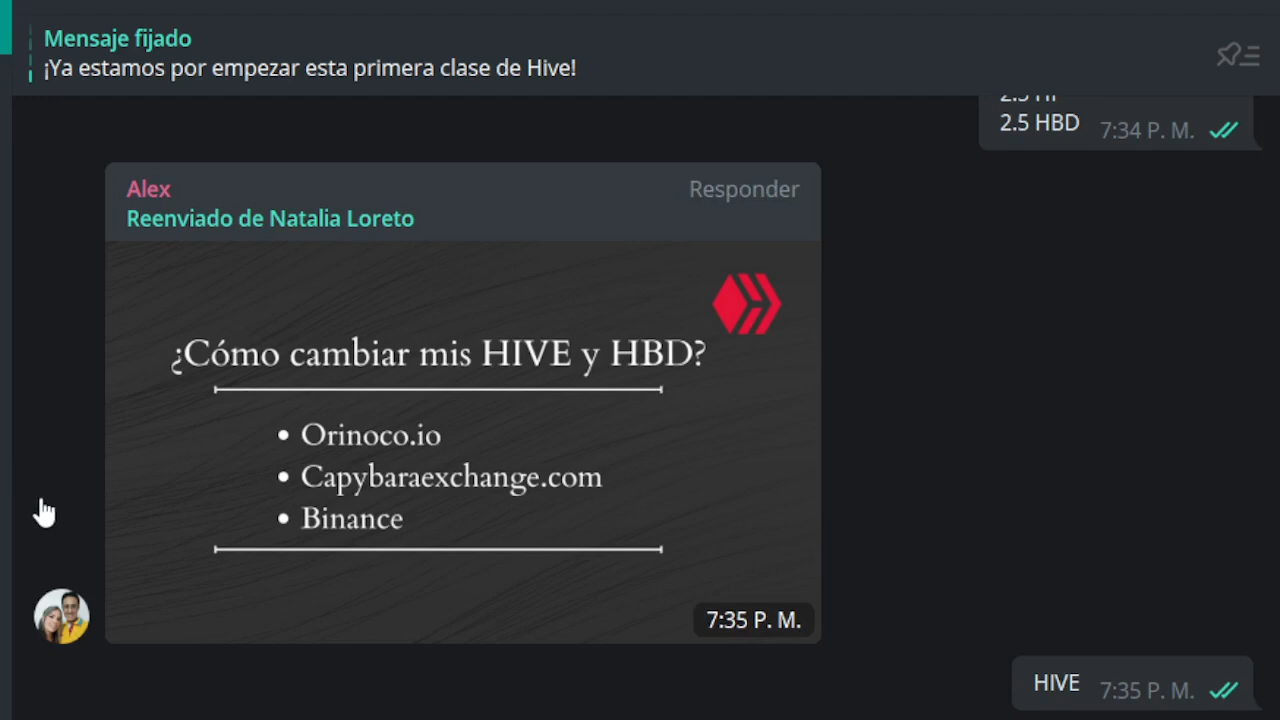 Mensaje fijado
¡Ya estamos por empezar esta primera clase de Hive!
2.5 HBD 7:34 P. M.
Alex Responder
Reenviado de Natalia Loreto
¿Cómo cambiar mis HIVE y HBD?
• Orinoco.io
• Capybaraexchange.com
• Binance
7:35 P. M.
HIVE 7:35 P. M.